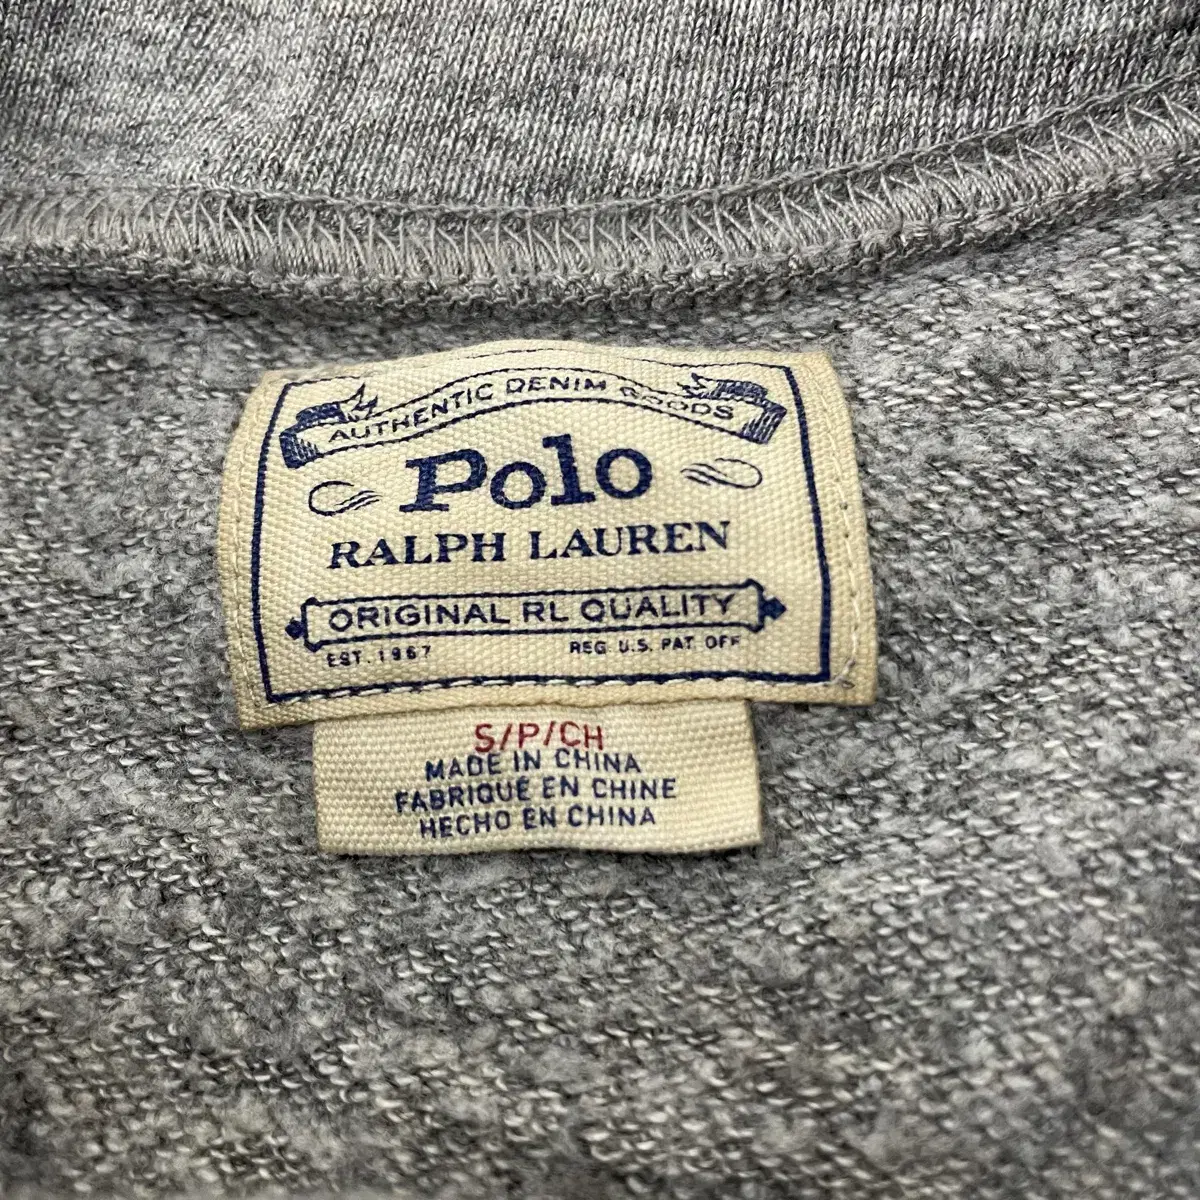 AUTHENTIC DENIM GOODS
Polo
RALPH LAUREN
ORIGINAL RL QUALITY
EST. 1967 REG U.S. PAT OFF
S/P/CH
MADE IN CHINA
FABRIQUÉ EN CHINE
HECHO EN CHINA